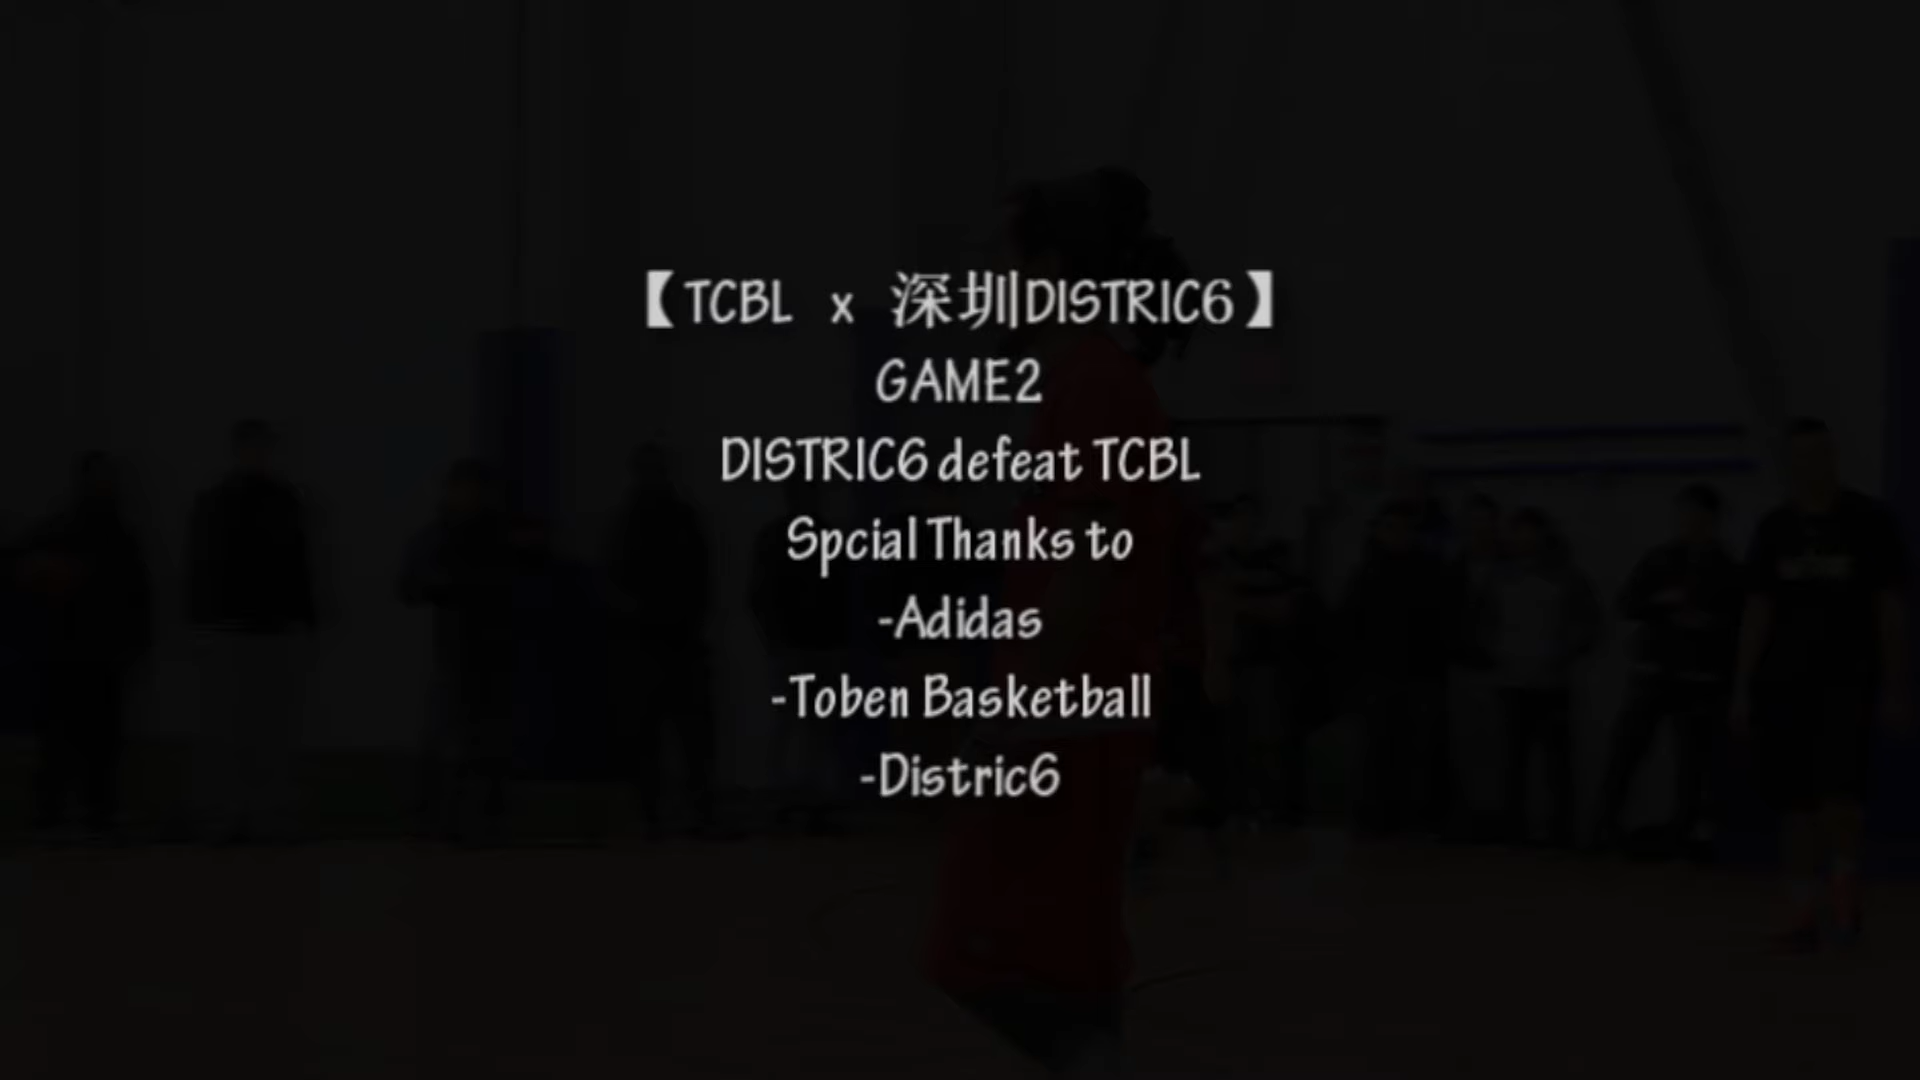 【TCBL x 深圳DISTRIC6】
GAME2
DISTRIC6 defeat TCBL
Spcial Thanks to
-Adidas
-Toben Basketball
-Distric6